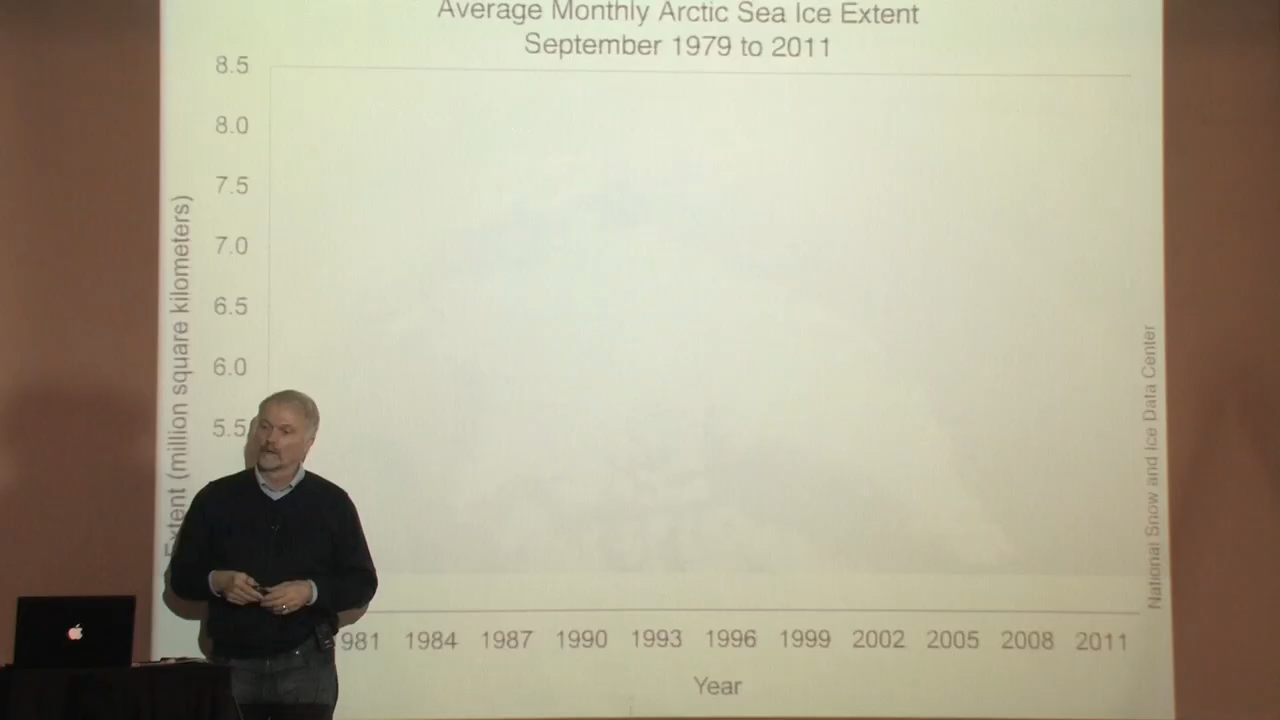 Average Monthly Arctic Sea Ice Extent
September 1979 to 2011
8.5
8.0
7.5
7.0
6.5
6.0
5.5
Extent (million square kilometers)
National Snow and Ice Data Center
981 1984 1987 1990 1993 1996 1999 2002 2005 2008 2011
Year